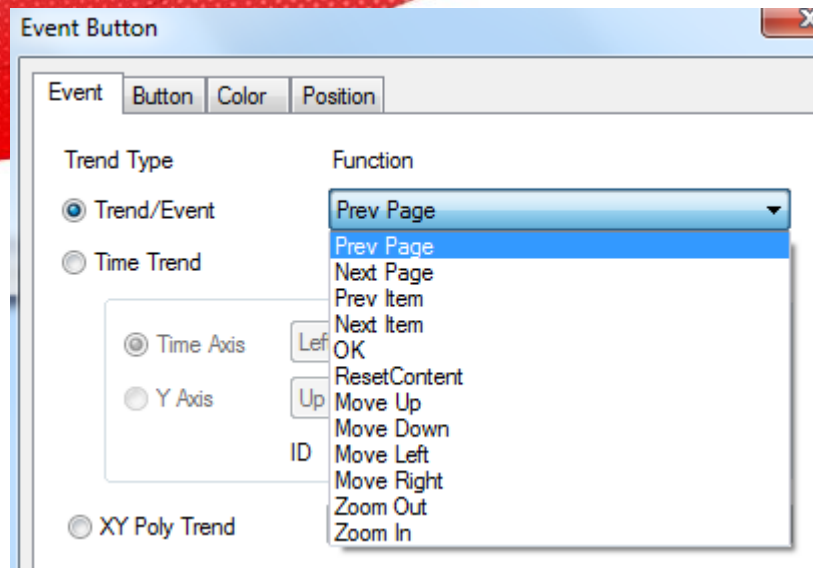 Event Button
Event Button Color Position
Trend Type Function
Trend/Event Prev Page
Prev Page
Time Trend
Next Page
Prev Item
Next Item
Time Axis Lef
OK
ResetContent
Y Axis Up
Move Up
Move Down
ID
Move Left
Move Right
Zoom Out
XY Poly Trend
Zoom In